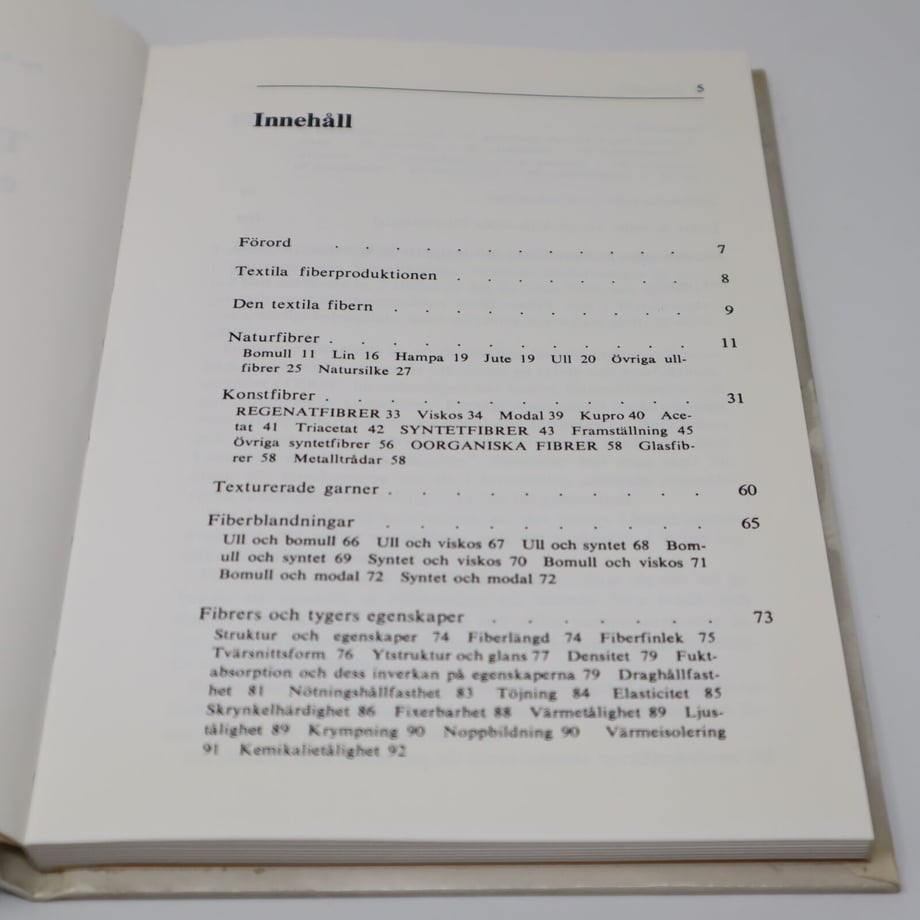 5
Innehåll
Förord . . . . . . . . . . . . 7
Textila fiberproduktionen . . . . . . . . 8
Den textila fibern . . . . . . . . . . 9
Naturfibrer . . . . . . . . . . . . 11
Bomull 11 Lin 16 Hampa 19 Jute 19 Ull 20 Övriga ull-
fibrer 25 Natursilke 27
Konstfibrer . . . . . . . . . . . . 31
REGENATFIBRER 33 Viskos 34 Modal 39 Kupro 40 Ace-
tat 41 Triacetat 42 SYNTETFIBRER 43 Framställning 45
Övriga syntetfibrer 56 OORGANISKA FIBRER 58 Glasfib-
rer 58 Metalltrådar 58
Texturerade garner . . . . . . . . . . 60
Fiberblandningar . . . . . . . . . . 65
Ull och bomull 66 Ull och viskos 67 Ull och syntet 68 Bom-
ull och syntet 69 Syntet och viskos 70 Bomull och viskos 71
Bomull och modal 72 Syntet och modal 72
Fibrers och tygers egenskaper . . . . . . . 73
Struktur och egenskaper 74 Fiberlängd 74 Fiberfinlek 75
Tvärsnittsform 76 Ytstruktur och glans 77 Densitet 79 Fukt-
absorption och dess inverkan på egenskaperna 79 Draghållfast-
het 81 Nötningshållfasthet 83 Töjning 84 Elasticitet 85
Skrynkelhärdighet 86 Fixerbarhet 88 Värmetålighet 89 Ljus-
tålighet 89 Krympning 90 Noppbildning 90 Värmeisolering
91 Kemikalietålighet 92